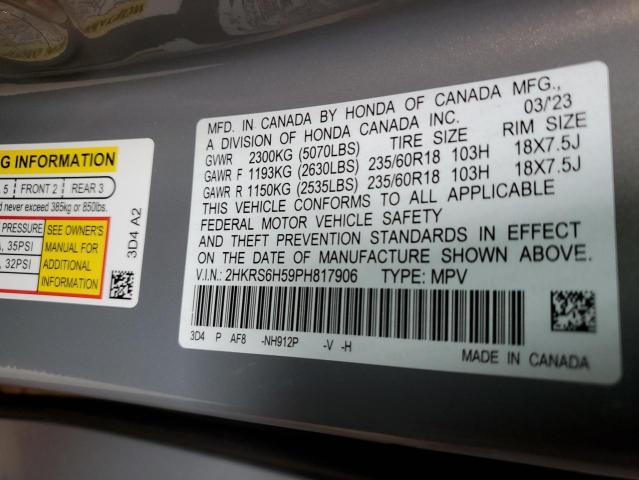 G INFORMATION
5 FRONT 2 REAR 3
d never exceed 385kg or 850lbs.
PRESSURE
35PSI
32PSI
SEE OWNER'S
MANUAL FOR
ADDITIONAL
INFORMATION
3D4 A2
MFD. IN CANADA BY HONDA OF CANADA MFG.,
A DIVISION OF HONDA CANADA INC. 03/'23
GVWR 2300KG (5070LBS) TIRE SIZE RIM SIZE
GAWR F 1193KG (2630LBS) 235/60R18 103H 18X7.5J
GAWR R 1150KG (2535LBS) 235/60R18 103H 18X7.5J
THIS VEHICLE CONFORMS TO ALL APPLICABLE
FEDERAL MOTOR VEHICLE SAFETY
AND THEFT PREVENTION STANDARDS IN EFFECT
ON THE DATE OF MANUFACTURE SHOWN ABOVE.
V.I.N.: 2HKRS6H59PH817906 TYPE: MPV
3D4 P AF8 -NH912P -V -H
MADE IN CANADA